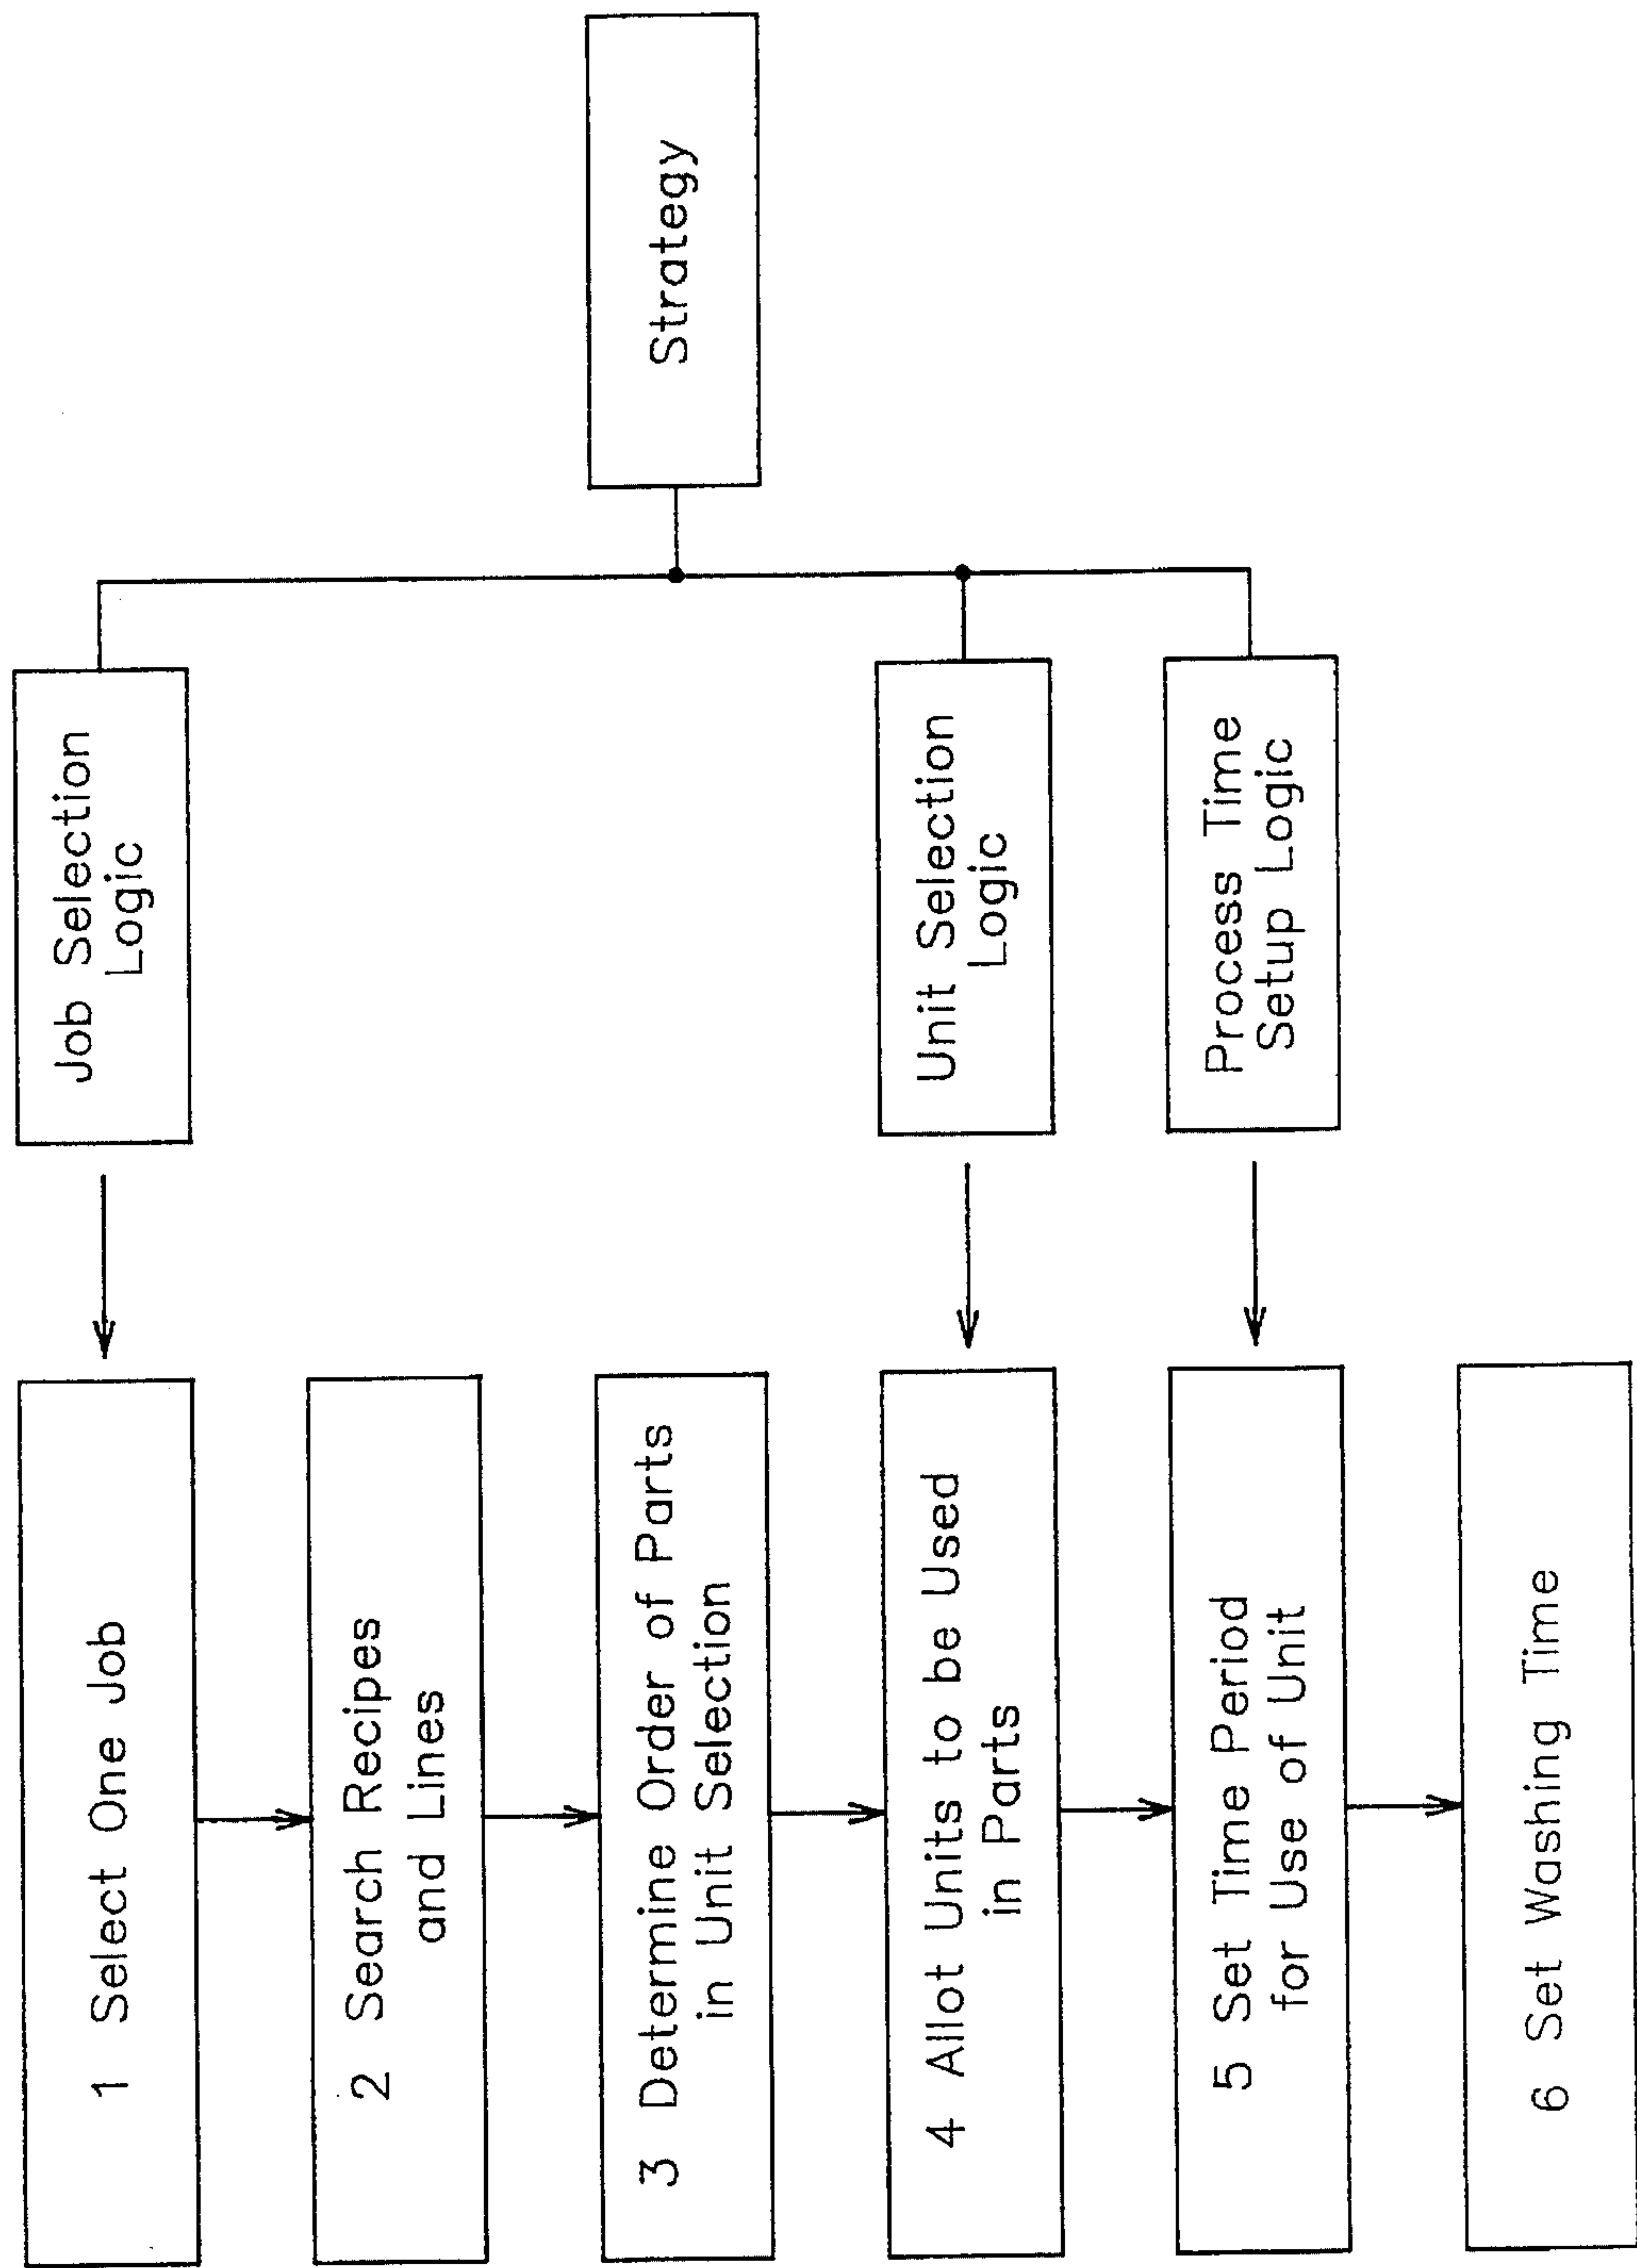 1 Select One Job
2 Search Recipes
and Lines
3 Determine Order of Parts
in Unit Selection
4 Allot Units to be Used
in Parts
5 Set Time Period
for Use of Unit
6 Set Washing Time
Job Selection
Logic
Unit Selection
Logic
Process Time
Setup Logic
Strategy